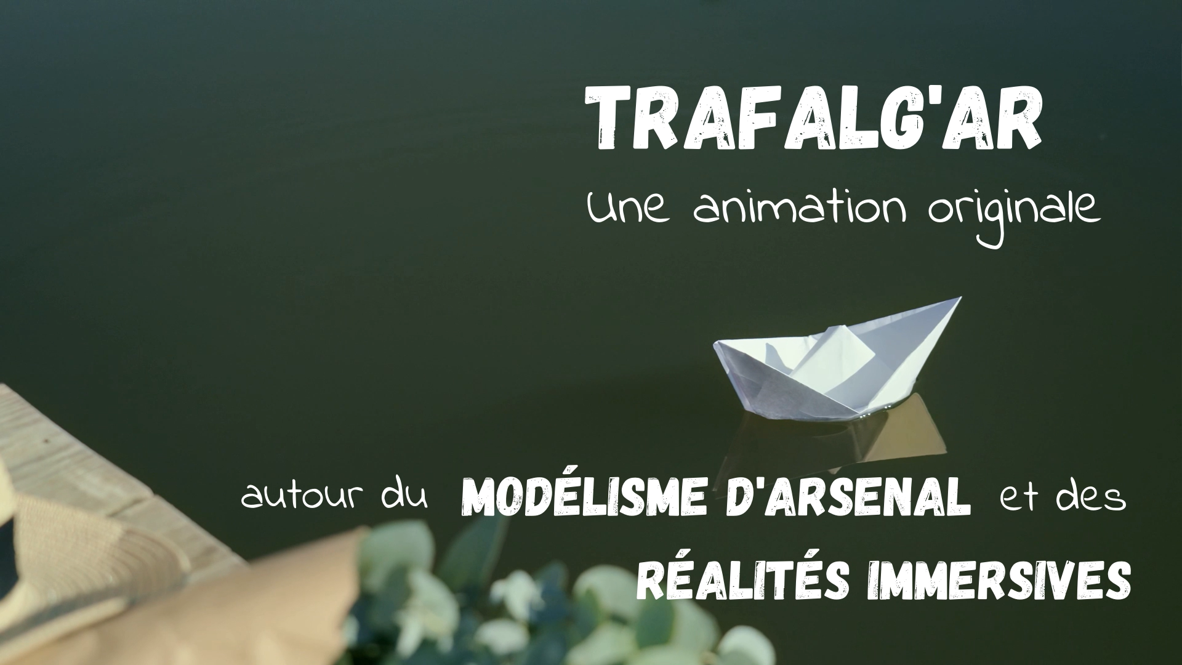 TRAFALG'AR
Une animation originale
autour du MODÉLISME D'ARSENAL et des
RÉALITÉS IMMERSIVES